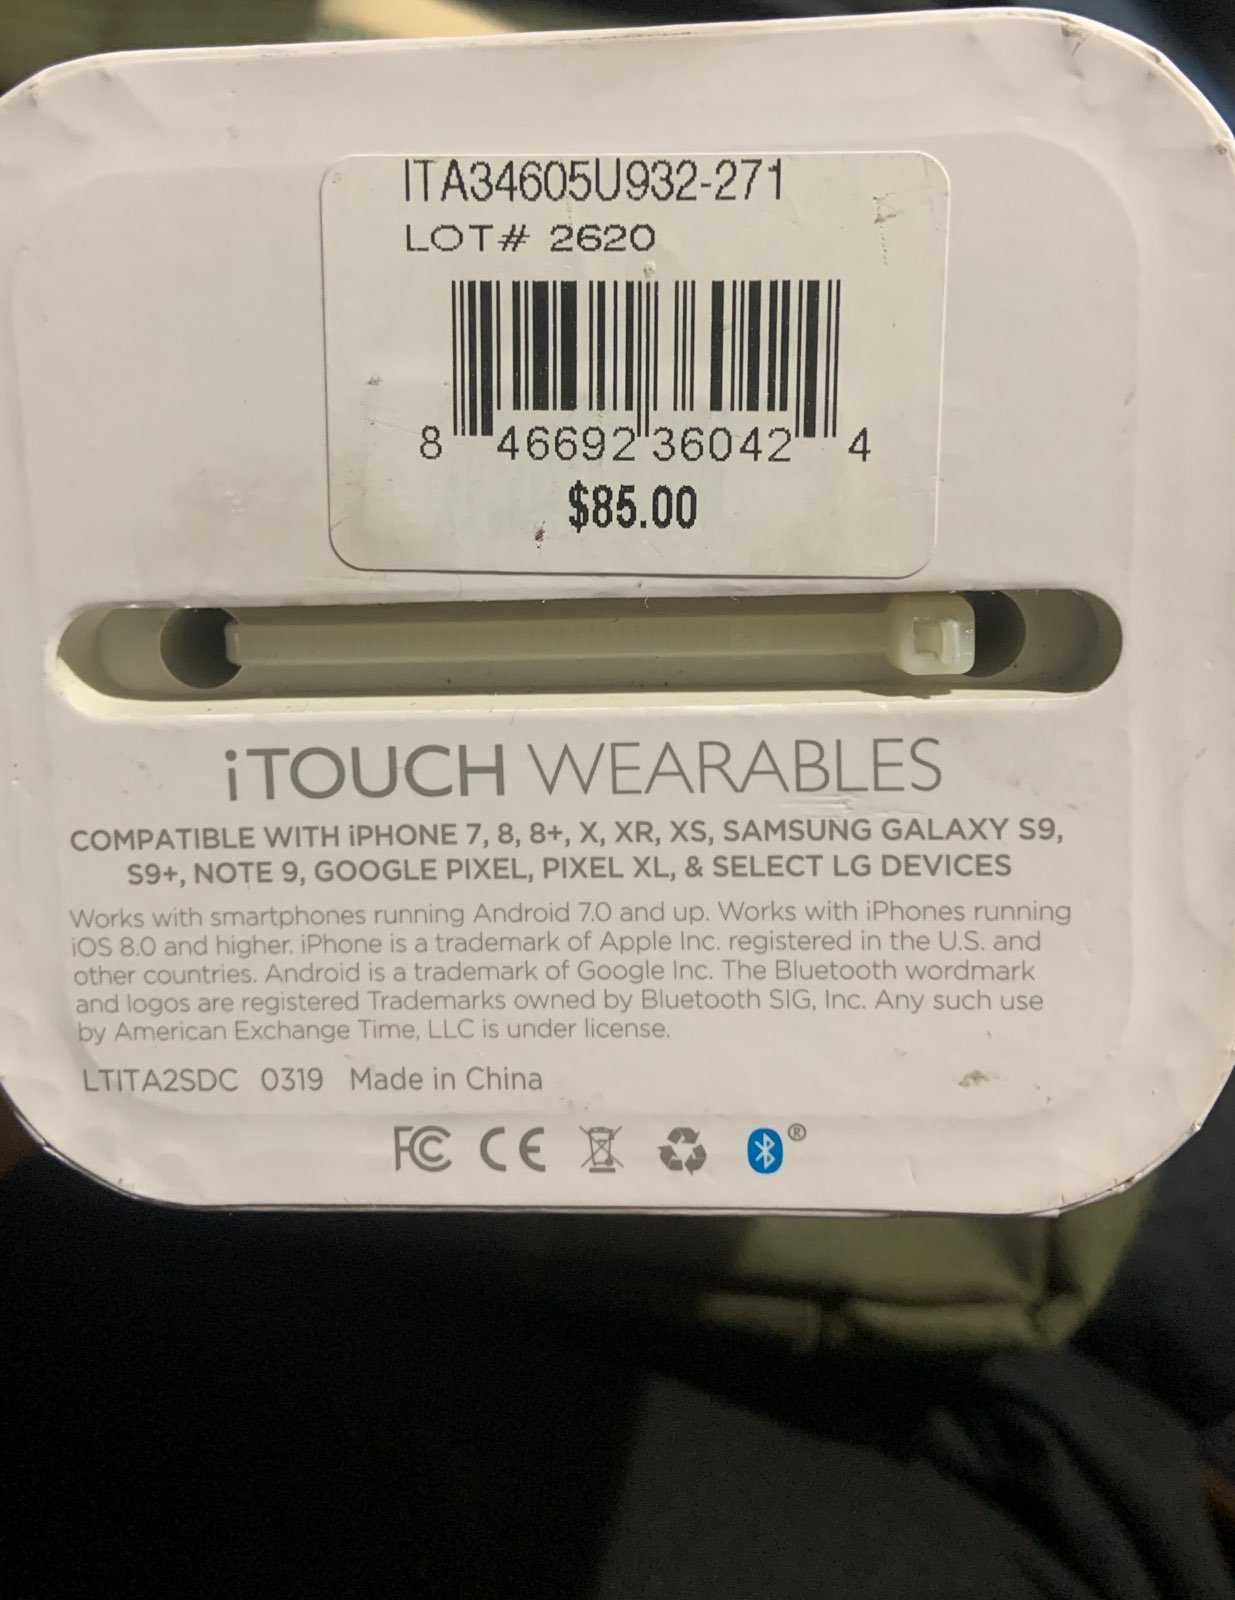 ITA34605U932-271
LOT# 2620
8 46692 36042 4
$85.00
iTOUCH WEARABLES
COMPATIBLE WITH iPHONE 7, 8, 8+, X, XR, XS, SAMSUNG GALAXY S9,
S9+, NOTE 9, GOOGLE PIXEL, PIXEL XL, & SELECT LG DEVICES
Works with smartphones running Android 7.0 and up. Works with iPhones running
iOS 8.0 and higher. iPhone is a trademark of Apple Inc. registered in the U.S. and
other countries. Android is a trademark of Google Inc. The Bluetooth wordmark
and logos are registered Trademarks owned by Bluetooth SIG, Inc. Any such use
by American Exchange Time, LLC is under license.
LTITA2SDC 0319 Made in China
FC CE ®